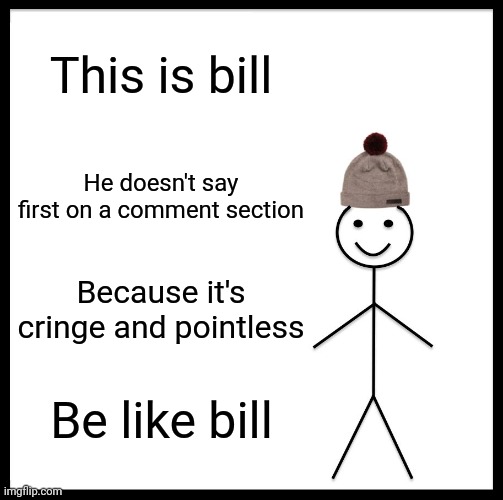 This is bill
He doesn't say
first on a comment section
Because it's
cringe and pointless
Be like bill
imgflip.com